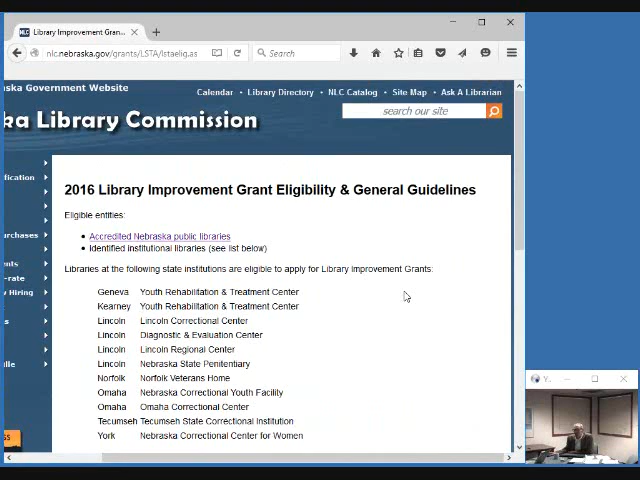 Library Improvement Gran...
nlc.nebraska.gov/grants/LSTA/lstaelig.as
Search
ska Government Website
Calendar • Library Directory • NLC Catalog • Site Map • Ask A Librarian
ka Library Commission
search our site
ification
urchases
ents
-rate
y Hiring
s
lle
2016 Library Improvement Grant Eligibility & General Guidelines
Eligible entities:
• Accredited Nebraska public libraries
• Identified institutional libraries (see list below)
Libraries at the following state institutions are eligible to apply for Library Improvement Grants:
Geneva Youth Rehabilitation & Treatment Center
Kearney Youth Rehabilitation & Treatment Center
Lincoln Lincoln Correctional Center
Lincoln Diagnostic & Evaluation Center
Lincoln Lincoln Regional Center
Lincoln Nebraska State Penitentiary
Norfolk Norfolk Veterans Home
Omaha Nebraska Correctional Youth Facility
Omaha Omaha Correctional Center
Tecumseh Tecumseh State Correctional Institution
York Nebraska Correctional Center for Women